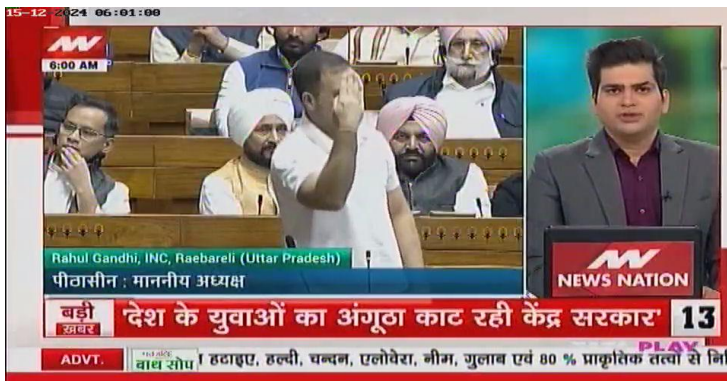 15-12 2024 06:01:00
6:00 AM
Rahul Gandhi, INC, Raebareli (Uttar Pradesh)
पीठासीन : माननीय अध्यक्ष
NEWS NATION
बड़ी
ख़बर
'देश के युवाओं का अंगूठा काट रही केंद्र सरकार'
13
PLAY
ADVT.
बाथ सोप
हटाइए, हल्दी, चन्दन, एलोवेरा, नीम, गुलाब एवं 80 % प्राकृतिक तत्वों से